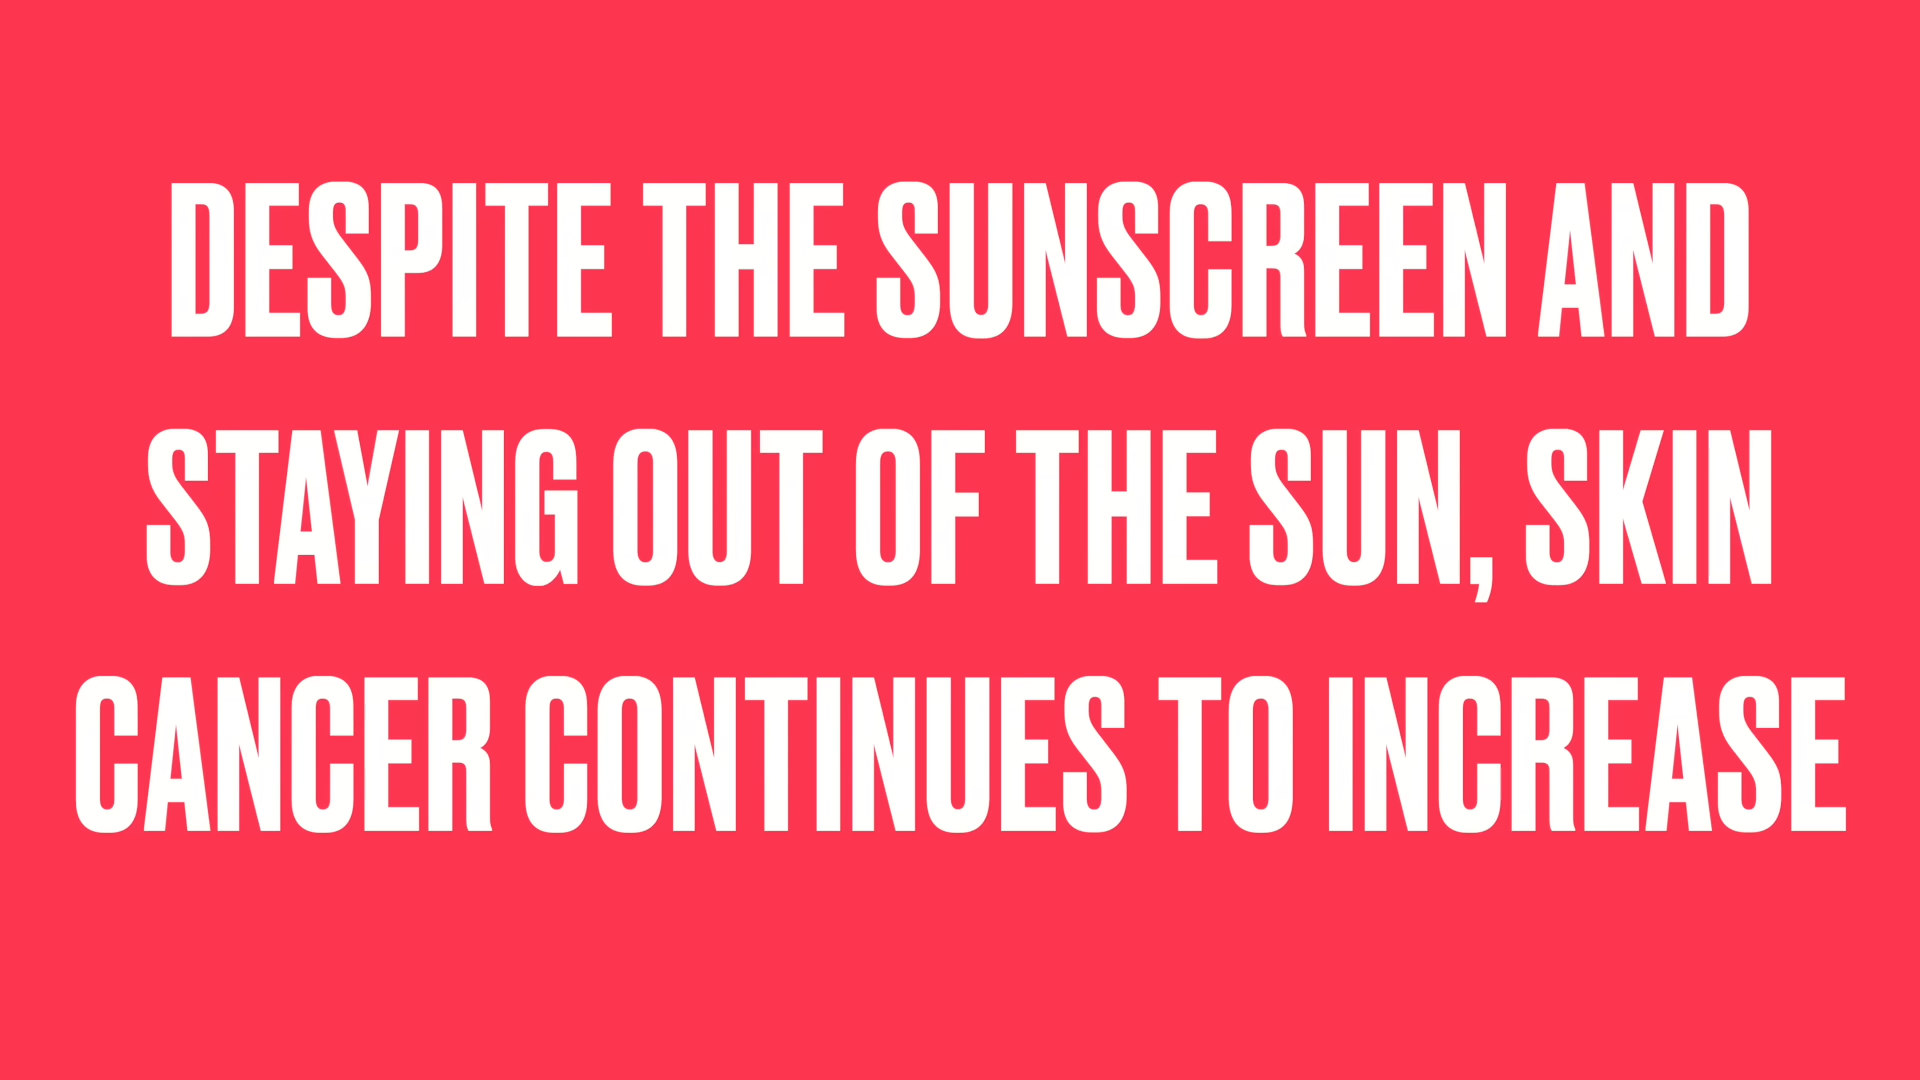 DESPITE THE SUNSCREEN AND
STAYING OUT OF THE SUN, SKIN
CANCER CONTINUES TO INCREASE